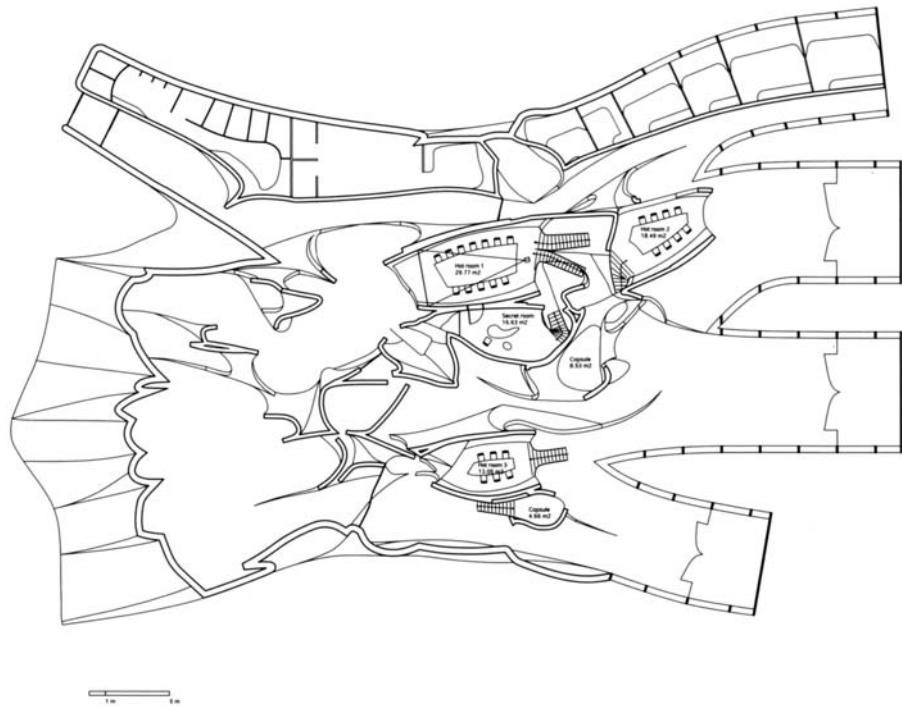 Hot room 2
18.49 m2
Hot room 1
29.77 m2
Secret room
16.63 m2
Capsule
8.53 m2
Hot room 3
Capsule
4.66 m2
1 m
5 m